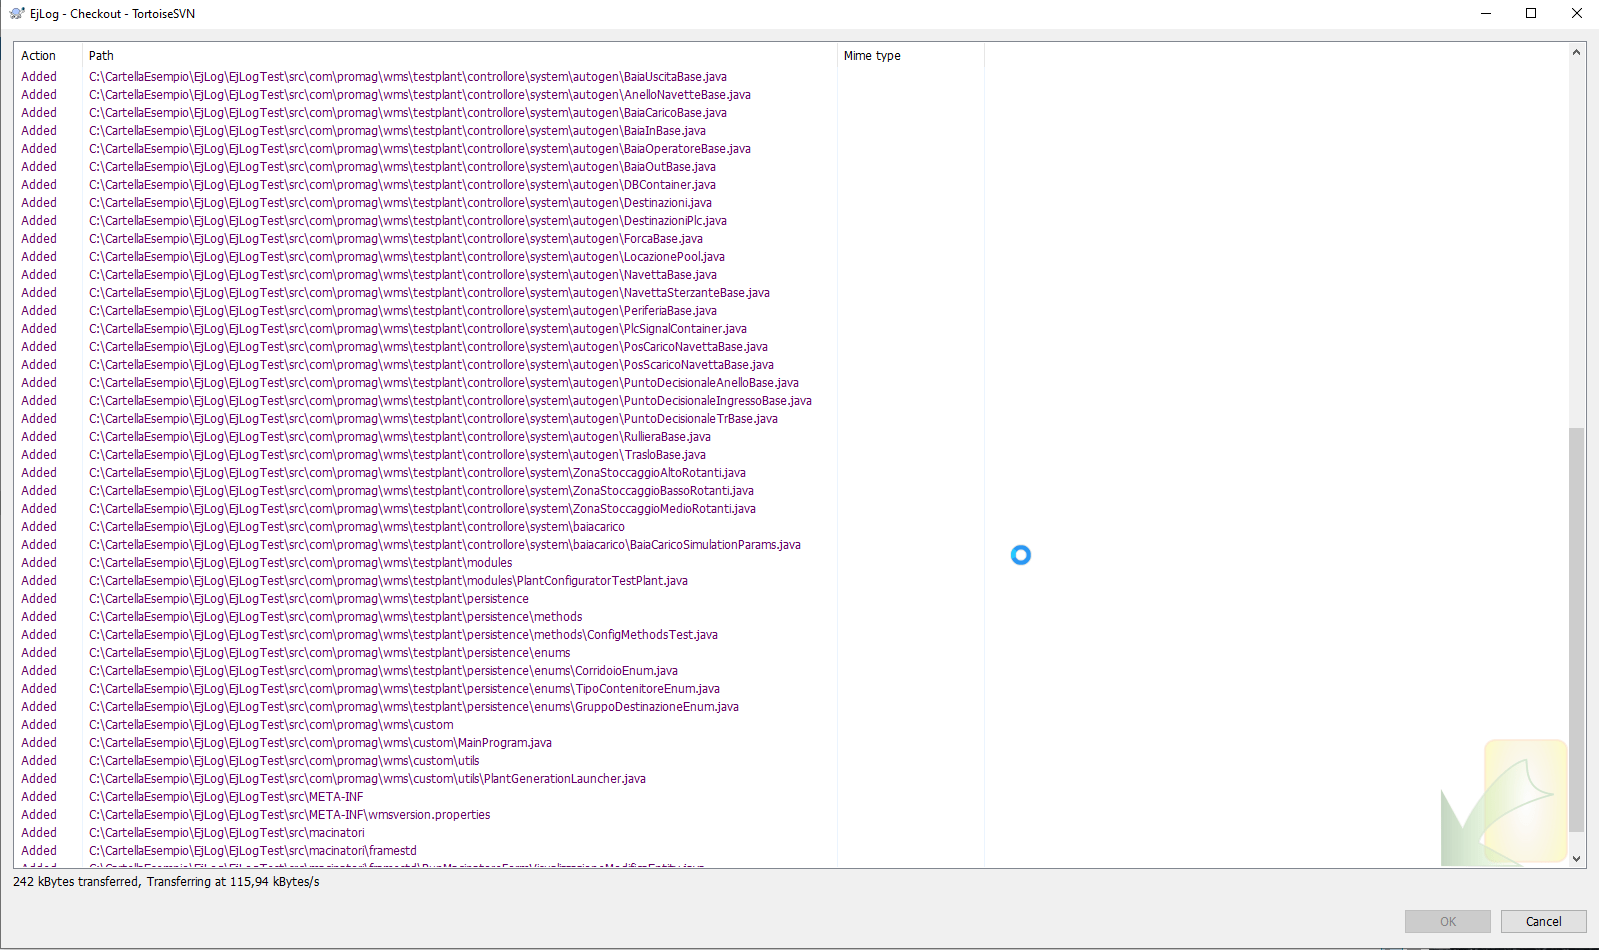 EjLog - Checkout - TortoiseSVN
Action Path Mime type
Added C:\CartellaEsempio\EjLog\EjLogTest\src\com\promag\wms\testplant\controllore\system\autogen\BaiaUscitaBase.java
Added C:\CartellaEsempio\EjLog\EjLogTest\src\com\promag\wms\testplant\controllore\system\autogen\AnelloNavetteBase.java
Added C:\CartellaEsempio\EjLog\EjLogTest\src\com\promag\wms\testplant\controllore\system\autogen\BaiaCaricoBase.java
Added C:\CartellaEsempio\EjLog\EjLogTest\src\com\promag\wms\testplant\controllore\system\autogen\BaiaInBase.java
Added C:\CartellaEsempio\EjLog\EjLogTest\src\com\promag\wms\testplant\controllore\system\autogen\BaiaOperatoreBase.java
Added C:\CartellaEsempio\EjLog\EjLogTest\src\com\promag\wms\testplant\controllore\system\autogen\BaiaOutBase.java
Added C:\CartellaEsempio\EjLog\EjLogTest\src\com\promag\wms\testplant\controllore\system\autogen\DBContainer.java
Added C:\CartellaEsempio\EjLog\EjLogTest\src\com\promag\wms\testplant\controllore\system\autogen\Destinazioni.java
Added C:\CartellaEsempio\EjLog\EjLogTest\src\com\promag\wms\testplant\controllore\system\autogen\DestinazioniPlc.java
Added C:\CartellaEsempio\EjLog\EjLogTest\src\com\promag\wms\testplant\controllore\system\autogen\ForcaBase.java
Added C:\CartellaEsempio\EjLog\EjLogTest\src\com\promag\wms\testplant\controllore\system\autogen\LocazionePool.java
Added C:\CartellaEsempio\EjLog\EjLogTest\src\com\promag\wms\testplant\controllore\system\autogen\NavettaBase.java
Added C:\CartellaEsempio\EjLog\EjLogTest\src\com\promag\wms\testplant\controllore\system\autogen\NavettaSterzanteBase.java
Added C:\CartellaEsempio\EjLog\EjLogTest\src\com\promag\wms\testplant\controllore\system\autogen\PeriferiaBase.java
Added C:\CartellaEsempio\EjLog\EjLogTest\src\com\promag\wms\testplant\controllore\system\autogen\PlcSignalContainer.java
Added C:\CartellaEsempio\EjLog\EjLogTest\src\com\promag\wms\testplant\controllore\system\autogen\PosCaricoNavettaBase.java
Added C:\CartellaEsempio\EjLog\EjLogTest\src\com\promag\wms\testplant\controllore\system\autogen\PosScaricoNavettaBase.java
Added C:\CartellaEsempio\EjLog\EjLogTest\src\com\promag\wms\testplant\controllore\system\autogen\PuntoDecisionaleAnelloBase.java
Added C:\CartellaEsempio\EjLog\EjLogTest\src\com\promag\wms\testplant\controllore\system\autogen\PuntoDecisionaleIngressoBase.java
Added C:\CartellaEsempio\EjLog\EjLogTest\src\com\promag\wms\testplant\controllore\system\autogen\PuntoDecisionaleTrBase.java
Added C:\CartellaEsempio\EjLog\EjLogTest\src\com\promag\wms\testplant\controllore\system\autogen\RullieraBase.java
Added C:\CartellaEsempio\EjLog\EjLogTest\src\com\promag\wms\testplant\controllore\system\autogen\TrasloBase.java
Added C:\CartellaEsempio\EjLog\EjLogTest\src\com\promag\wms\testplant\controllore\system\ZonaStoccaggioAltoRotanti.java
Added C:\CartellaEsempio\EjLog\EjLogTest\src\com\promag\wms\testplant\controllore\system\ZonaStoccaggioBassoRotanti.java
Added C:\CartellaEsempio\EjLog\EjLogTest\src\com\promag\wms\testplant\controllore\system\ZonaStoccaggioMedioRotanti.java
Added C:\CartellaEsempio\EjLog\EjLogTest\src\com\promag\wms\testplant\controllore\system\baiacarico
Added C:\CartellaEsempio\EjLog\EjLogTest\src\com\promag\wms\testplant\controllore\system\baiacarico\BaiaCaricoSimulationParams.java
Added C:\CartellaEsempio\EjLog\EjLogTest\src\com\promag\wms\testplant\modules
Added C:\CartellaEsempio\EjLog\EjLogTest\src\com\promag\wms\testplant\modules\PlantConfiguratorTestPlant.java
Added C:\CartellaEsempio\EjLog\EjLogTest\src\com\promag\wms\testplant\persistence
Added C:\CartellaEsempio\EjLog\EjLogTest\src\com\promag\wms\testplant\persistence\methods
Added C:\CartellaEsempio\EjLog\EjLogTest\src\com\promag\wms\testplant\persistence\methods\ConfigMethodsTest.java
Added C:\CartellaEsempio\EjLog\EjLogTest\src\com\promag\wms\testplant\persistence\enums
Added C:\CartellaEsempio\EjLog\EjLogTest\src\com\promag\wms\testplant\persistence\enums\CorridoioEnum.java
Added C:\CartellaEsempio\EjLog\EjLogTest\src\com\promag\wms\testplant\persistence\enums\TipoContenitoreEnum.java
Added C:\CartellaEsempio\EjLog\EjLogTest\src\com\promag\wms\testplant\persistence\enums\GruppoDestinazioneEnum.java
Added C:\CartellaEsempio\EjLog\EjLogTest\src\com\promag\wms\custom
Added C:\CartellaEsempio\EjLog\EjLogTest\src\com\promag\wms\custom\MainProgram.java
Added C:\CartellaEsempio\EjLog\EjLogTest\src\com\promag\wms\custom\utils
Added C:\CartellaEsempio\EjLog\EjLogTest\src\com\promag\wms\custom\utils\PlantGenerationLauncher.java
Added C:\CartellaEsempio\EjLog\EjLogTest\src\META-INF
Added C:\CartellaEsempio\EjLog\EjLogTest\src\META-INF\wmsversion.properties
Added C:\CartellaEsempio\EjLog\EjLogTest\src\macinatori
Added C:\CartellaEsempio\EjLog\EjLogTest\src\macinatori\framestd
242 kBytes transferred, Transferring at 115,94 kBytes/s
OK Cancel